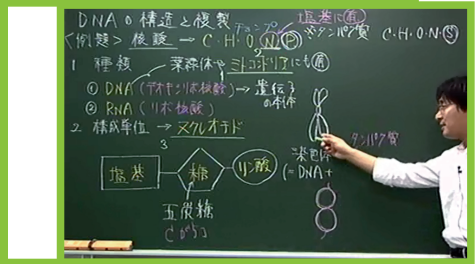 DNAの構造と複製
塩基に有
<例題> 核酸 → C・H・O・N・P ※タンパク質 C・H・O・N・S
1 種類 葉緑体やミトコンドリアにも有
① DNA (デオキシリボ核酸) → 遺伝子の本体
② RNA (リボ核酸)
2 構成単位 → ヌクレオチド
3
タンパク質
塩基 糖 リン酸
染色体
(= DNA +
五炭糖
Cが5コ